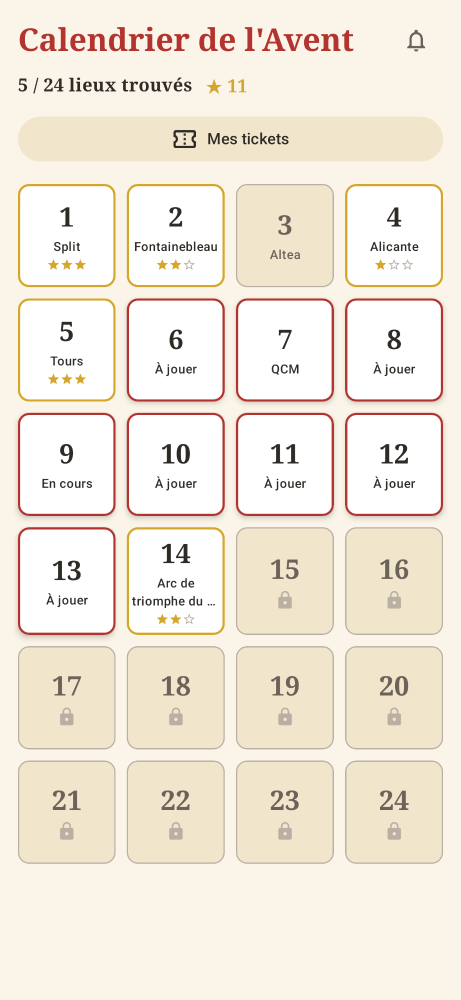 Calendrier de l'Avent
5 / 24 lieux trouvés ★ 11
Mes tickets
1
Split
★★★
2
Fontainebleau
★★☆
3
Altea
4
Alicante
★☆☆
5
Tours
★★★
6
À jouer
7
QCM
8
À jouer
9
En cours
10
À jouer
11
À jouer
12
À jouer
13
À jouer
14
Arc de
triomphe du ...
★★☆
15
16
17
18
19
20
21
22
23
24